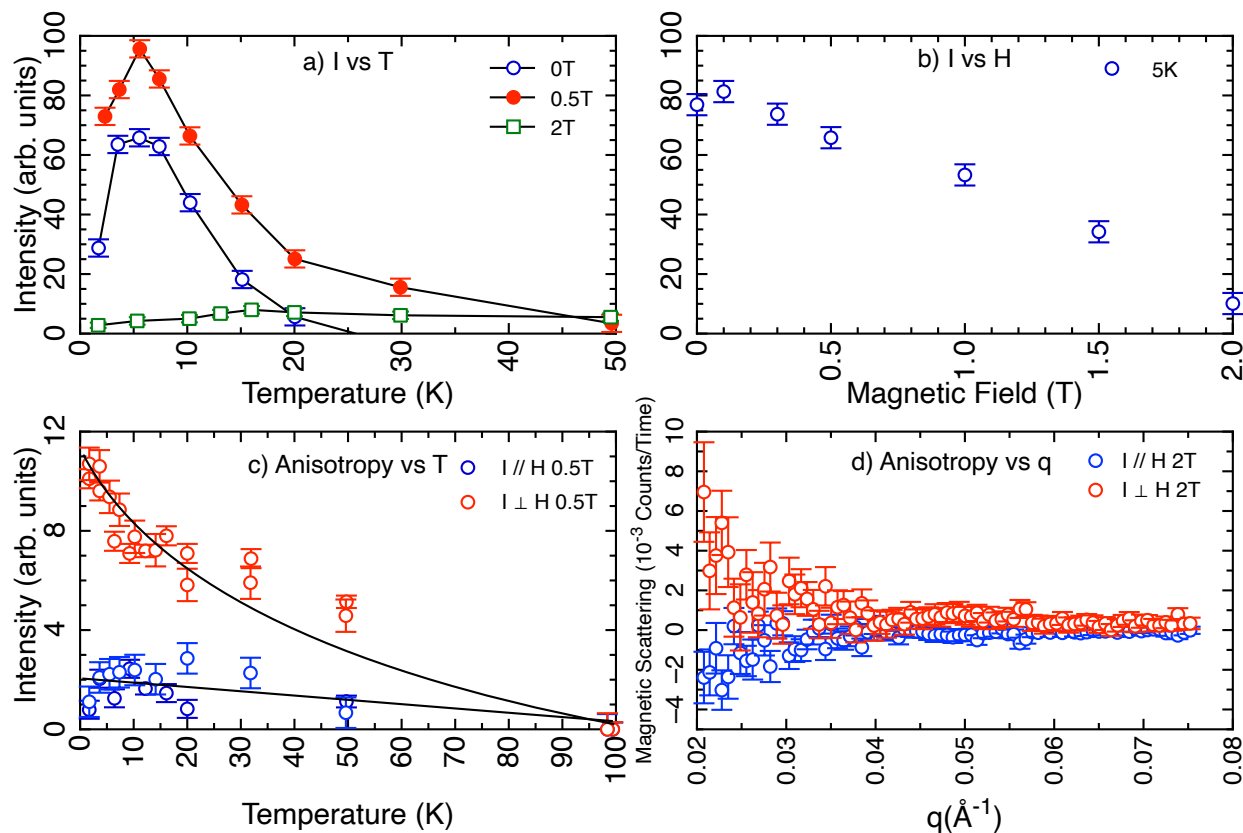 a) I vs T
0T
0.5T
2T
Intensity (arb. units)
0
20
40
60
80
100
0
10
20
30
40
50
Temperature (K)
b) I vs H
5K
0
20
40
60
80
100
0
0.5
1.0
1.5
2.0
Magnetic Field (T)
c) Anisotropy vs T
I // H 0.5T
I ⊥ H 0.5T
Intensity (arb. units)
0
4
8
12
0
10
20
30
40
50
60
70
80
90
100
Temperature (K)
d) Anisotropy vs q
I // H 2T
I ⊥ H 2T
Magnetic Scattering (10⁻³ Counts/Time)
−4
−2
0
2
4
6
8
10
0.02
0.03
0.04
0.05
0.06
0.07
0.08
q(Å⁻¹)